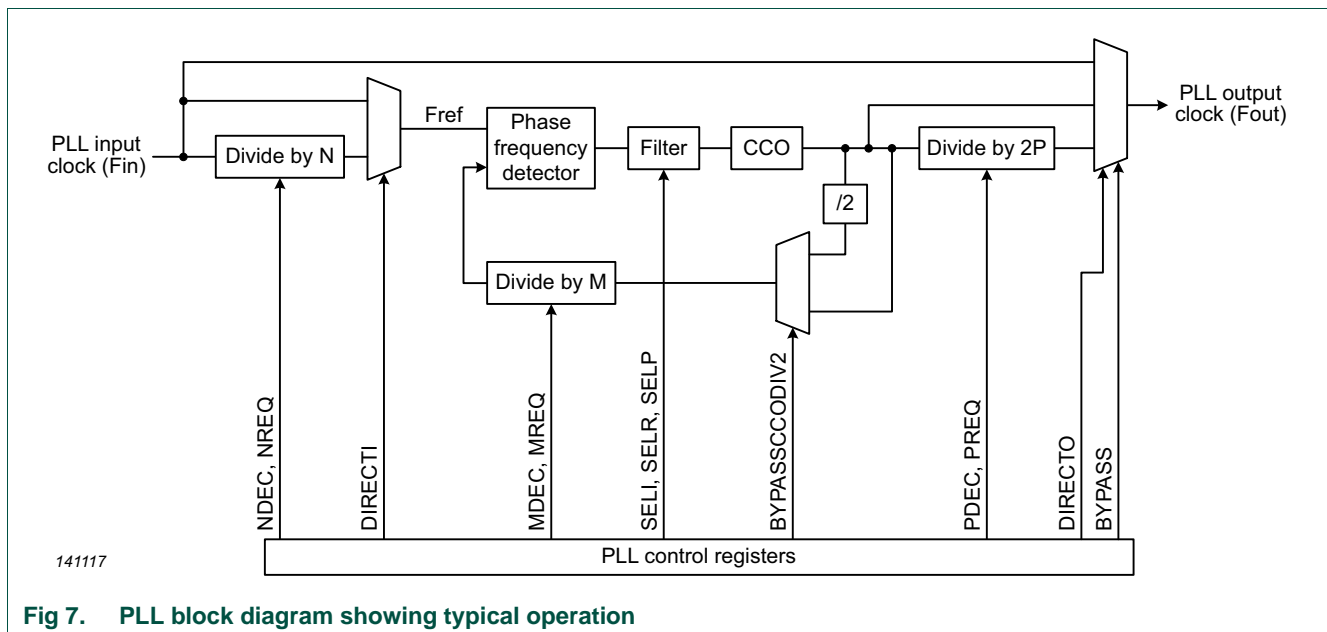 PLL input
clock (Fin)
Divide by N
Fref
Phase
frequency
detector
Filter
CCO
Divide by 2P
PLL output
clock (Fout)
/2
Divide by M
NDEC, NREQ
DIRECTI
MDEC, MREQ
SELI, SELR, SELP
BYPASSCCODIV2
PDEC, PREQ
DIRECTO
BYPASS
PLL control registers
141117
Fig 7. PLL block diagram showing typical operation